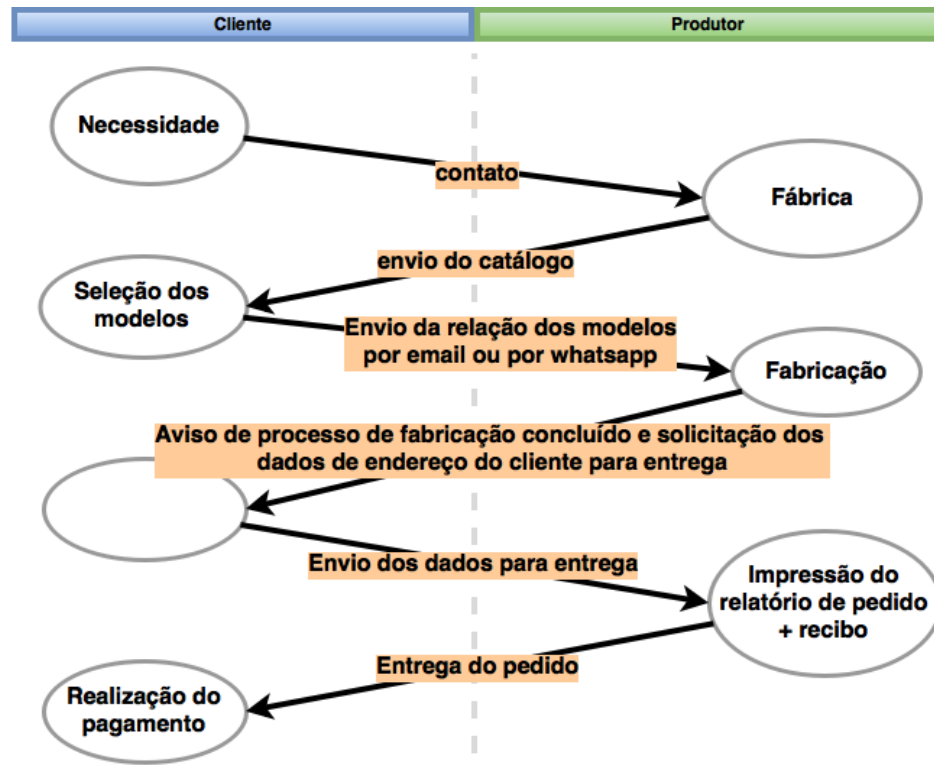 Cliente
Produtor
Necessidade
contato
Fábrica
envio do catálogo
Seleção dos
modelos
Envio da relação dos modelos
por email ou por whatsapp
Fabricação
Aviso de processo de fabricação concluído e solicitação dos
dados de endereço do cliente para entrega
Envio dos dados para entrega
Impressão do
relatório de pedido
+ recibo
Entrega do pedido
Realização do
pagamento